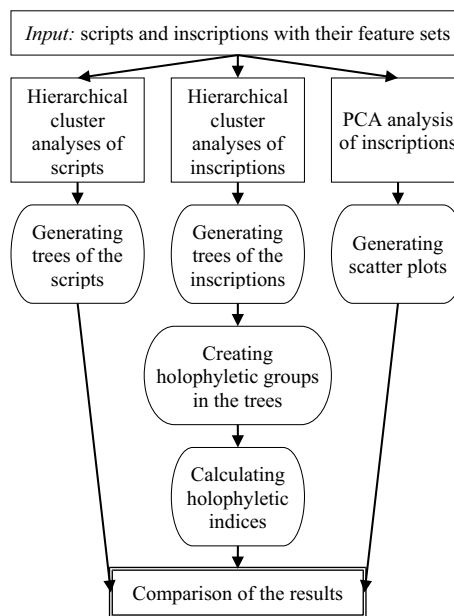 Input: scripts and inscriptions with their feature sets
Hierarchical
cluster
analyses of
scripts
Hierarchical
cluster
analyses of
inscriptions
PCA analysis
of inscriptions
Generating
trees of the
scripts
Generating
trees of the
inscriptions
Generating
scatter plots
Creating
holophyletic groups
in the trees
Calculating
holophyletic
indices
Comparison of the results